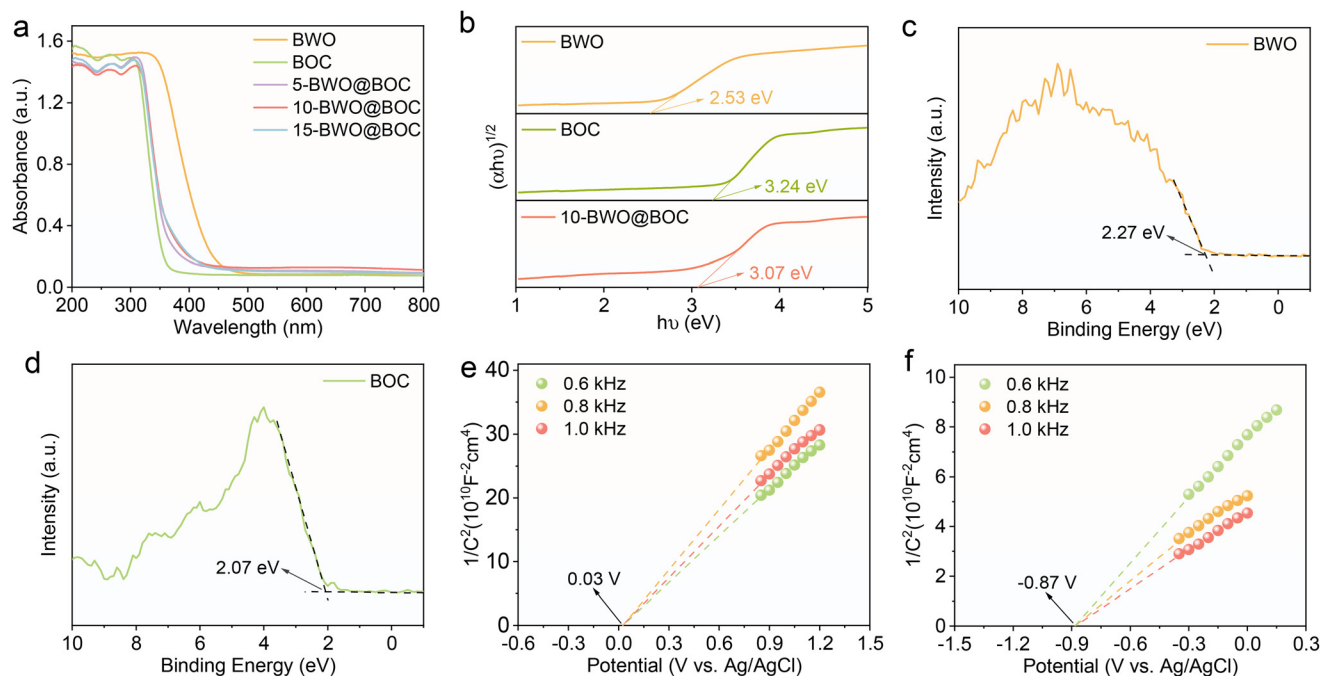 a
1.6
1.2
0.8
0.4
0.0
Absorbance (a.u.)
BWO
BOC
5-BWO@BOC
10-BWO@BOC
15-BWO@BOC
200 300 400 500 600 700 800
Wavelength (nm)
b
(αhυ)1/2
BWO
2.53 eV
BOC
3.24 eV
10-BWO@BOC
3.07 eV
1 2 3 4 5
hυ (eV)
c
BWO
Intensity (a.u.)
2.27 eV
10 8 6 4 2 0
Binding Energy (eV)
d
BOC
Intensity (a.u.)
2.07 eV
10 8 6 4 2 0
Binding Energy (eV)
e
0.6 kHz
0.8 kHz
1.0 kHz
40
30
20
10
0
1/C2(1010F-2cm4)
0.03 V
-0.6 -0.3 0.0 0.3 0.6 0.9 1.2 1.5
Potential (V vs. Ag/AgCl)
f
0.6 kHz
0.8 kHz
1.0 kHz
10
8
6
4
2
0
1/C2(1010F-2cm4)
-0.87 V
-1.5 -1.2 -0.9 -0.6 -0.3 0.0 0.3
Potential (V vs. Ag/AgCl)